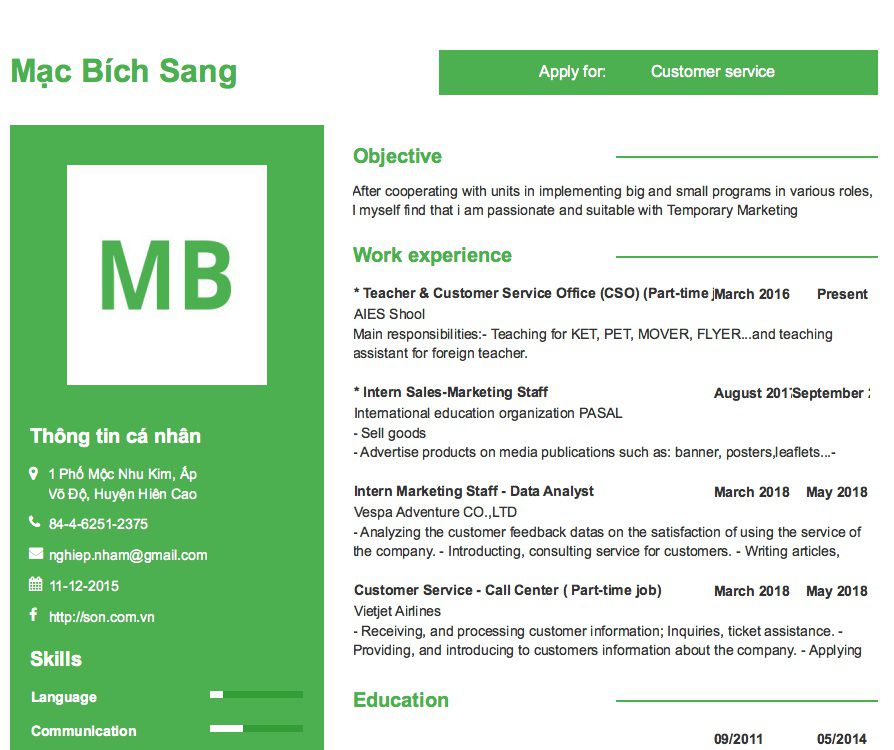 Mạc Bích Sang
Apply for: Customer service
MB
Thông tin cá nhân
1 Phố Mộc Nhu Kim, Ấp
Võ Độ, Huyện Hiên Cao
84-4-6251-2375
nghiep.nham@gmail.com
11-12-2015
http://son.com.vn
Skills
Language
Communication
Objective
After cooperating with units in implementing big and small programs in various roles,
I myself find that i am passionate and suitable with Temporary Marketing
Work experience
* Teacher & Customer Service Office (CSO) (Part-time March 2016 Present
AIES Shool
Main responsibilities:- Teaching for KET, PET, MOVER, FLYER...and teaching
assistant for foreign teacher.
* Intern Sales-Marketing Staff August 2017 September
International education organization PASAL
- Sell goods
- Advertise products on media publications such as: banner, posters,leaflets...-
Intern Marketing Staff - Data Analyst March 2018 May 2018
Vespa Adventure CO.,LTD
- Analyzing the customer feedback datas on the satisfaction of using the service of
the company. - Introducting, consulting service for customers. - Writing articles,
Customer Service - Call Center ( Part-time job) March 2018 May 2018
Vietjet Airlines
- Receiving, and processing customer information; Inquiries, ticket assistance. -
Providing, and introducing to customers information about the company. - Applying
Education
09/2011 05/2014